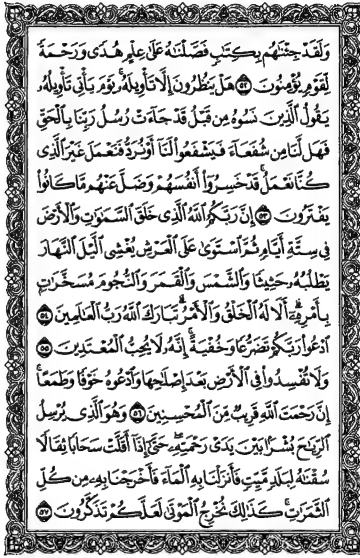 وَلَقَدْ جِئْنَٰهُم بِكِتَٰبٍ فَصَّلْنَٰهُ عَلَىٰ عِلْمٍ هُدًى وَرَحْمَةً
لِّقَوْمٍ يُؤْمِنُونَ ٥٢ هَلْ يَنظُرُونَ إِلَّا تَأْوِيلَهُۥ ۚ يَوْمَ يَأْتِى تَأْوِيلُهُۥ
يَقُولُ ٱلَّذِينَ نَسُوهُ مِن قَبْلُ قَدْ جَآءَتْ رُسُلُ رَبِّنَا بِٱلْحَقِّ
فَهَل لَّنَا مِن شُفَعَآءَ فَيَشْفَعُوا۟ لَنَآ أَوْ نُرَدُّ فَنَعْمَلَ غَيْرَ ٱلَّذِى
كُنَّا نَعْمَلُ ۚ قَدْ خَسِرُوٓا۟ أَنفُسَهُمْ وَضَلَّ عَنْهُم مَّا كَانُوا۟
يَفْتَرُونَ ٥٣ إِنَّ رَبَّكُمُ ٱللَّهُ ٱلَّذِى خَلَقَ ٱلسَّمَٰوَٰتِ وَٱلْأَرْضَ
فِى سِتَّةِ أَيَّامٍ ثُمَّ ٱسْتَوَىٰ عَلَى ٱلْعَرْشِ يُغْشِى ٱلَّيْلَ ٱلنَّهَارَ
يَطْلُبُهُۥ حَثِيثًا وَٱلشَّمْسَ وَٱلْقَمَرَ وَٱلنُّجُومَ مُسَخَّرَٰتٍۭ
بِأَمْرِهِۦٓ ۗ أَلَا لَهُ ٱلْخَلْقُ وَٱلْأَمْرُ ۗ تَبَارَكَ ٱللَّهُ رَبُّ ٱلْعَٰلَمِينَ ٥٤
ٱدْعُوا۟ رَبَّكُمْ تَضَرُّعًا وَخُفْيَةً ۚ إِنَّهُۥ لَا يُحِبُّ ٱلْمُعْتَدِينَ ٥٥
وَلَا تُفْسِدُوا۟ فِى ٱلْأَرْضِ بَعْدَ إِصْلَٰحِهَا وَٱدْعُوهُ خَوْفًا وَطَمَعًا ۚ
إِنَّ رَحْمَتَ ٱللَّهِ قَرِيبٌ مِّنَ ٱلْمُحْسِنِينَ ٥٦ وَهُوَ ٱلَّذِى يُرْسِلُ
ٱلرِّيَٰحَ بُشْرًۢا بَيْنَ يَدَىْ رَحْمَتِهِۦ ۖ حَتَّىٰٓ إِذَآ أَقَلَّتْ سَحَابًا ثِقَالًا
سُقْنَٰهُ لِبَلَدٍ مَّيِّتٍ فَأَنزَلْنَا بِهِ ٱلْمَآءَ فَأَخْرَجْنَا بِهِۦ مِن كُلِّ
ٱلثَّمَرَٰتِ ۚ كَذَٰلِكَ نُخْرِجُ ٱلْمَوْتَىٰ لَعَلَّكُمْ تَذَكَّرُونَ ٥٧